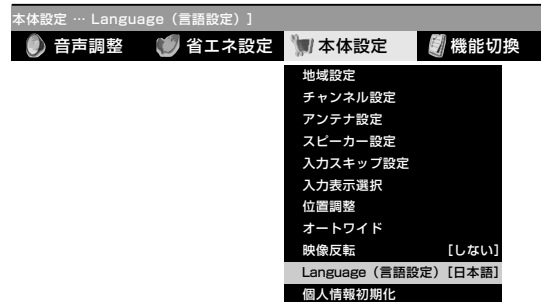 本体設定 … Language（言語設定）]
音声調整 省エネ設定 本体設定 機能切換
地域設定
チャンネル設定
アンテナ設定
スピーカー設定
入力スキップ設定
入力表示選択
位置調整
オートワイド
映像反転 [しない]
Language（言語設定）[日本語]
個人情報初期化